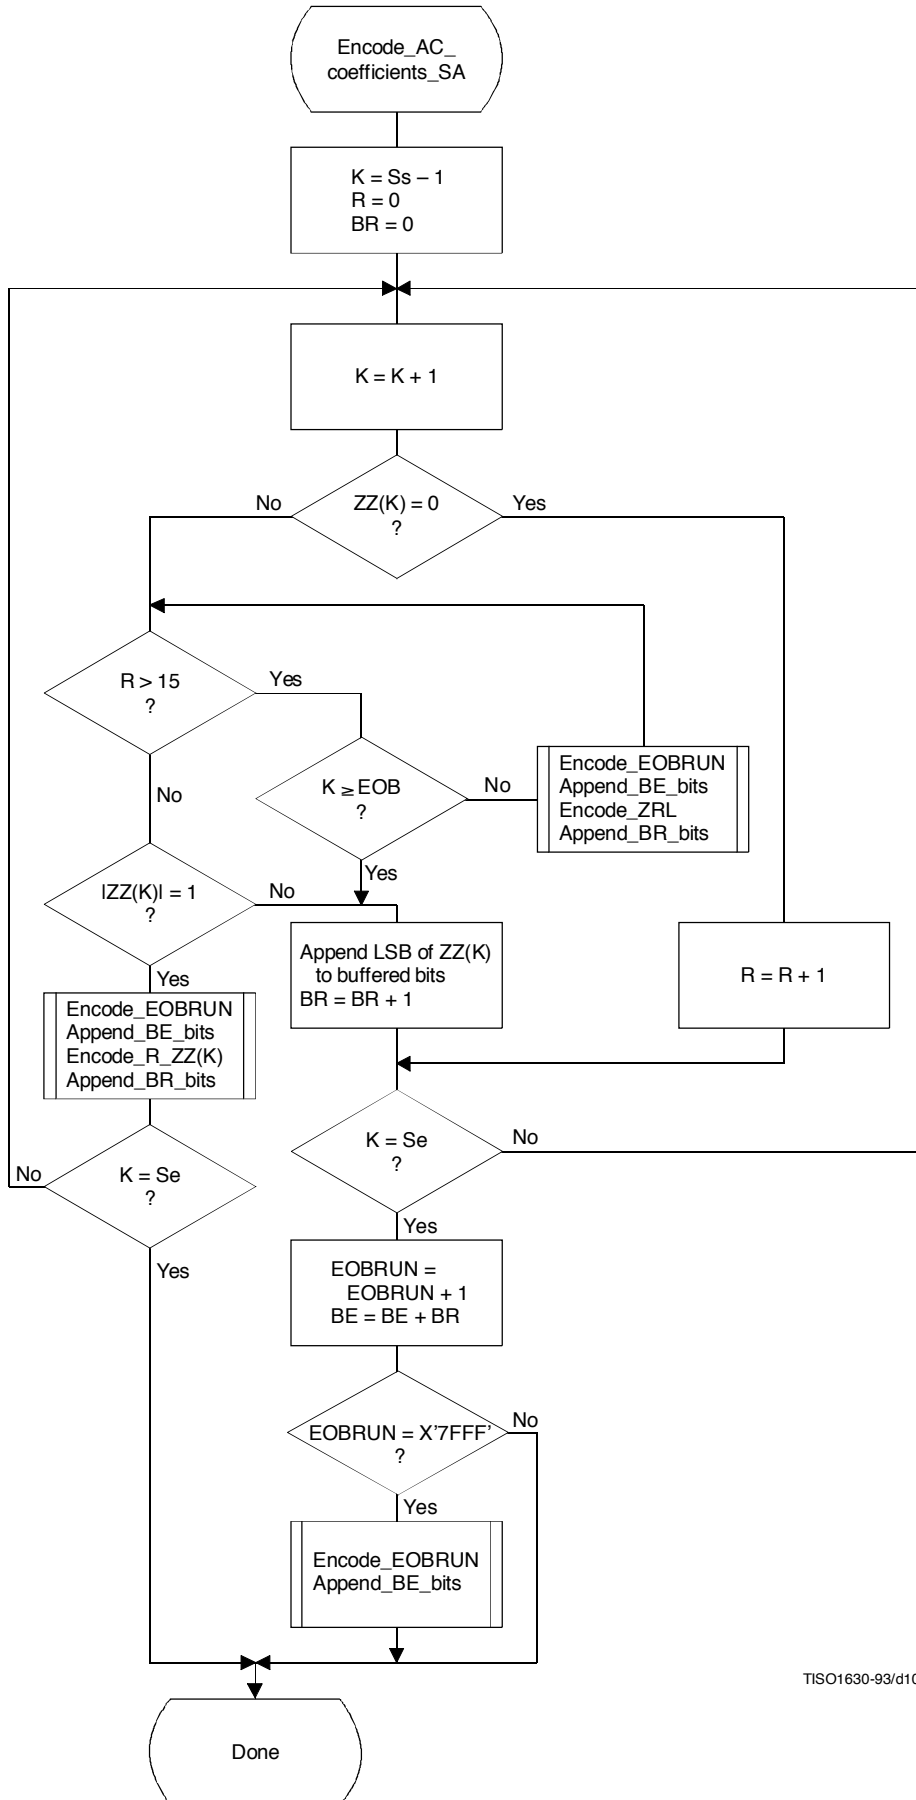 Encode_AC_
coefficients_SA
K = Ss – 1
R = 0
BR = 0
K = K + 1
No
ZZ(K) = 0
?
Yes
R > 15
?
Yes
No
K ≥ EOB
?
No
Yes
Encode_EOBRUN
Append_BE_bits
Encode_ZRL
Append_BR_bits
|ZZ(K)| = 1
?
No
Yes
Append LSB of ZZ(K)
to buffered bits
BR = BR + 1
R = R + 1
Encode_EOBRUN
Append_BE_bits
Encode_R_ZZ(K)
Append_BR_bits
K = Se
?
No
Yes
K = Se
?
No
Yes
EOBRUN =
EOBRUN + 1
BE = BE + BR
EOBRUN = X'7FFF'
?
No
Yes
Encode_EOBRUN
Append_BE_bits
TISO1630-93/d10
Done